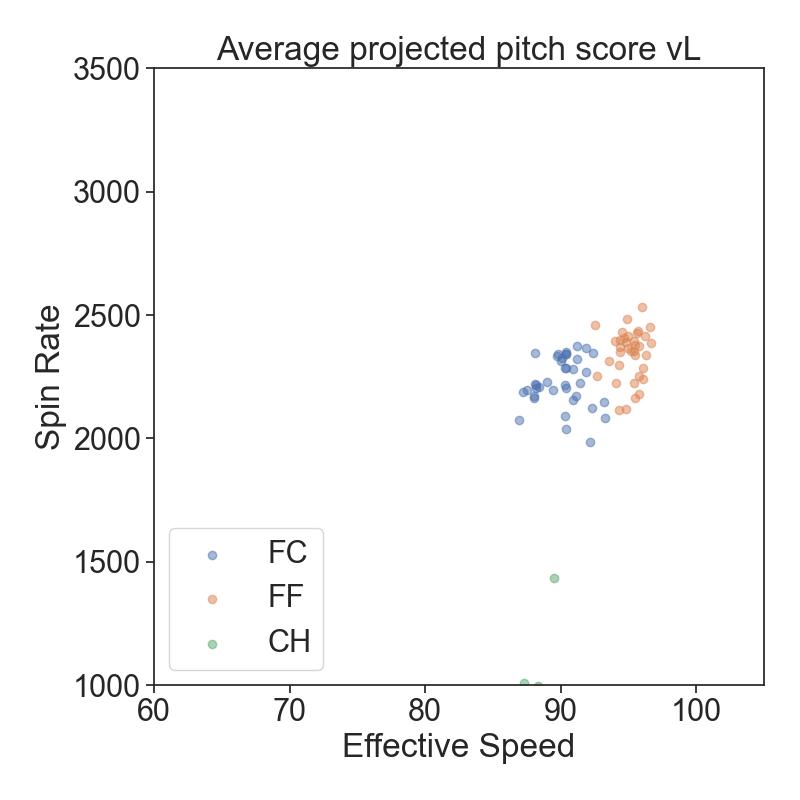 Average projected pitch score vL
3500
3000
2500
2000
1500
1000
Spin Rate
FC
FF
CH
60 70 80 90 100
Effective Speed